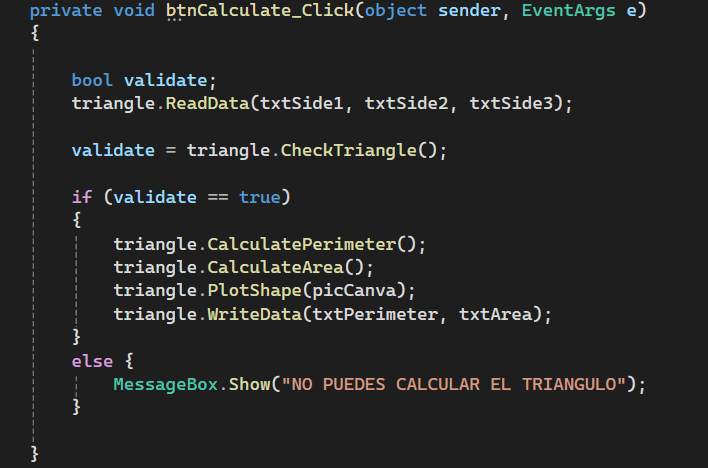 private void btnCalculate_Click(object sender, EventArgs e)
{
bool validate;
triangle.ReadData(txtSide1, txtSide2, txtSide3);
validate = triangle.CheckTriangle();
if (validate == true)
{
triangle.CalculatePerimeter();
triangle.CalculateArea();
triangle.PlotShape(picCanva);
triangle.WriteData(txtPerimeter, txtArea);
}
else {
MessageBox.Show("NO PUEDES CALCULAR EL TRIANGULO");
}
}